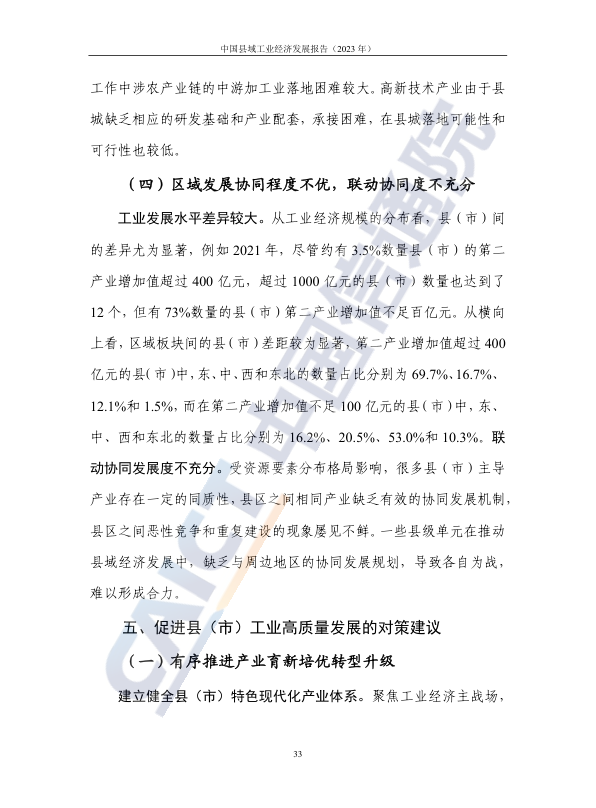 中国县域工业经济发展报告（2023 年）
工作中涉农产业链的中游加工业落地困难较大。高新技术产业由于县
城缺乏相应的研发基础和产业配套，承接困难，在县城落地可能性和
可行性也较低。
（四）区域发展协同程度不优，联动协同度不充分
工业发展水平差异较大。从工业经济规模的分布看，县（市）间
的差异尤为显著，例如 2021 年，尽管约有 3.5%数量县（市）的第二
产业增加值超过 400 亿元，超过 1000 亿元的县（市）数量也达到了
12 个，但有 73%数量的县（市）第二产业增加值不足百亿元。从横向
上看，区域板块间的县（市）差距较为显著，第二产业增加值超过 400
亿元的县（市）中，东、中、西和东北的数量占比分别为 69.7%、16.7%、
12.1%和 1.5%，而在第二产业增加值不足 100 亿元的县（市）中，东、
中、西和东北的数量占比分别为 16.2%、20.5%、53.0%和 10.3%。联
动协同发展度不充分。受资源要素分布格局影响，很多县（市）主导
产业存在一定的同质性，县区之间相同产业缺乏有效的协同发展机制，
县区之间恶性竞争和重复建设的现象屡见不鲜。一些县级单元在推动
县域经济发展中，缺乏与周边地区的协同发展规划，导致各自为战，
难以形成合力。
五、促进县（市）工业高质量发展的对策建议
（一）有序推进产业育新培优转型升级
建立健全县（市）特色现代化产业体系。聚焦工业经济主战场，
33
CAICT 中国信通院